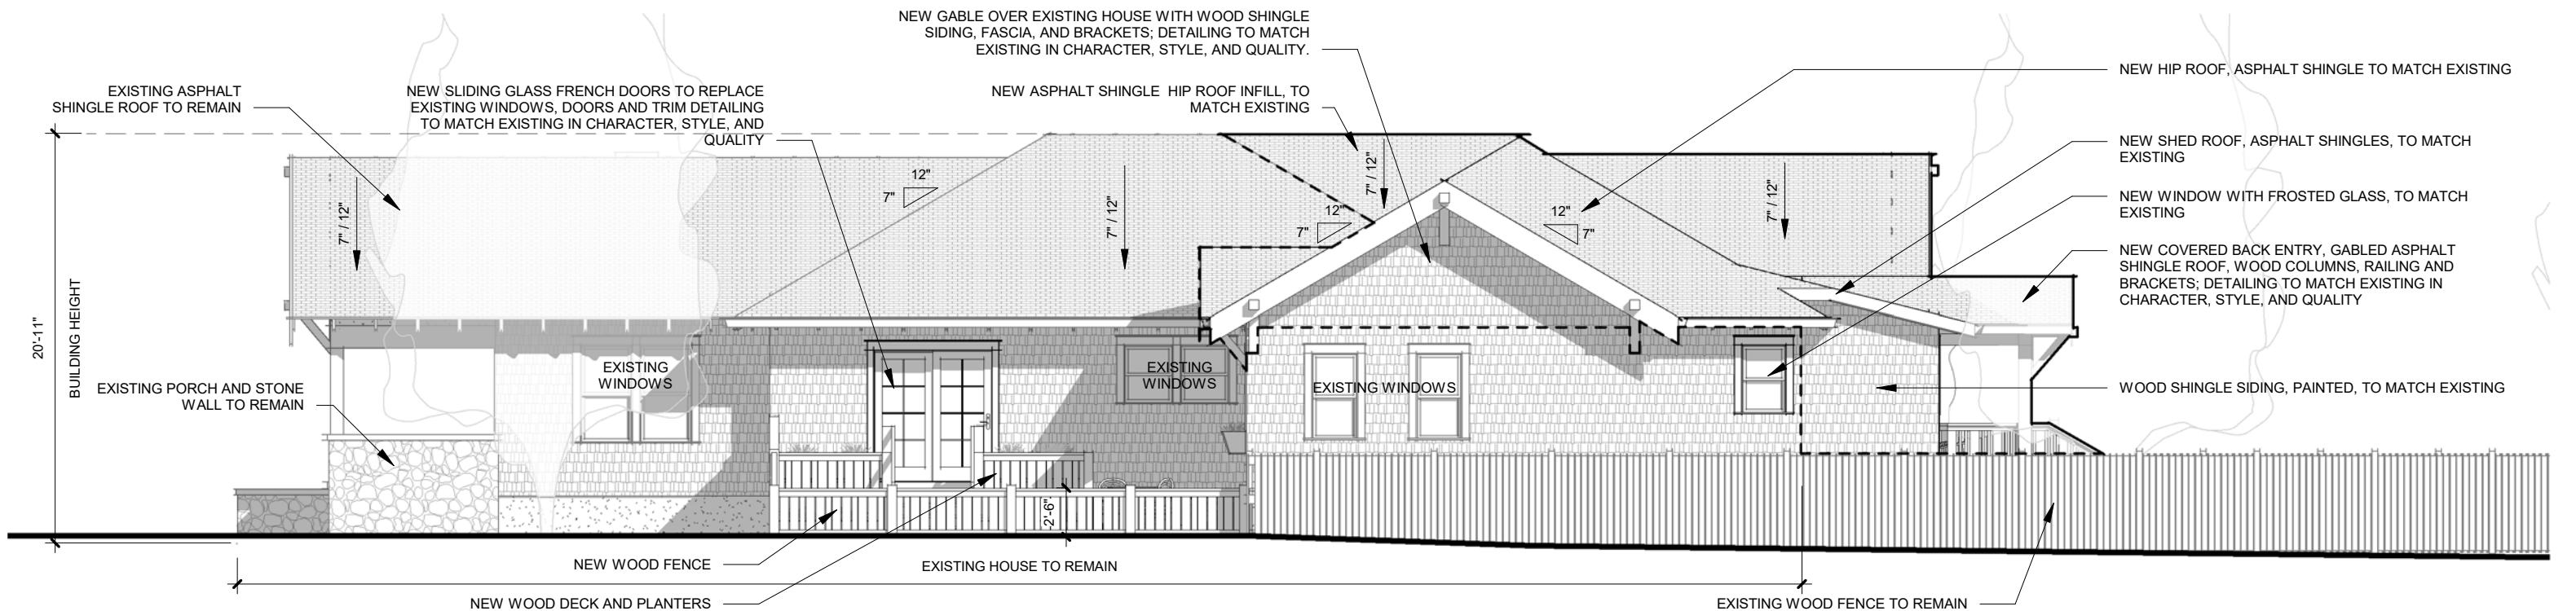 NEW GABLE OVER EXISTING HOUSE WITH WOOD SHINGLE
SIDING, FASCIA, AND BRACKETS; DETAILING TO MATCH
EXISTING IN CHARACTER, STYLE, AND QUALITY.
EXISTING ASPHALT
SHINGLE ROOF TO REMAIN
NEW SLIDING GLASS FRENCH DOORS TO REPLACE
EXISTING WINDOWS, DOORS AND TRIM DETAILING
TO MATCH EXISTING IN CHARACTER, STYLE, AND
QUALITY
NEW ASPHALT SHINGLE HIP ROOF INFILL, TO
MATCH EXISTING
NEW HIP ROOF, ASPHALT SHINGLE TO MATCH EXISTING
NEW SHED ROOF, ASPHALT SHINGLES, TO MATCH
EXISTING
NEW WINDOW WITH FROSTED GLASS, TO MATCH
EXISTING
NEW COVERED BACK ENTRY, GABLED ASPHALT
SHINGLE ROOF, WOOD COLUMNS, RAILING AND
BRACKETS; DETAILING TO MATCH EXISTING IN
CHARACTER, STYLE, AND QUALITY
WOOD SHINGLE SIDING, PAINTED, TO MATCH EXISTING
20'-11"
BUILDING HEIGHT
7" / 12"
12"
7"
7" / 12"
7" / 12"
12"
7"
12"
7"
7" / 12"
EXISTING PORCH AND STONE
WALL TO REMAIN
EXISTING
WINDOWS
EXISTING
WINDOWS
EXISTING WINDOWS
2'-6"
NEW WOOD FENCE
EXISTING HOUSE TO REMAIN
NEW WOOD DECK AND PLANTERS
EXISTING WOOD FENCE TO REMAIN